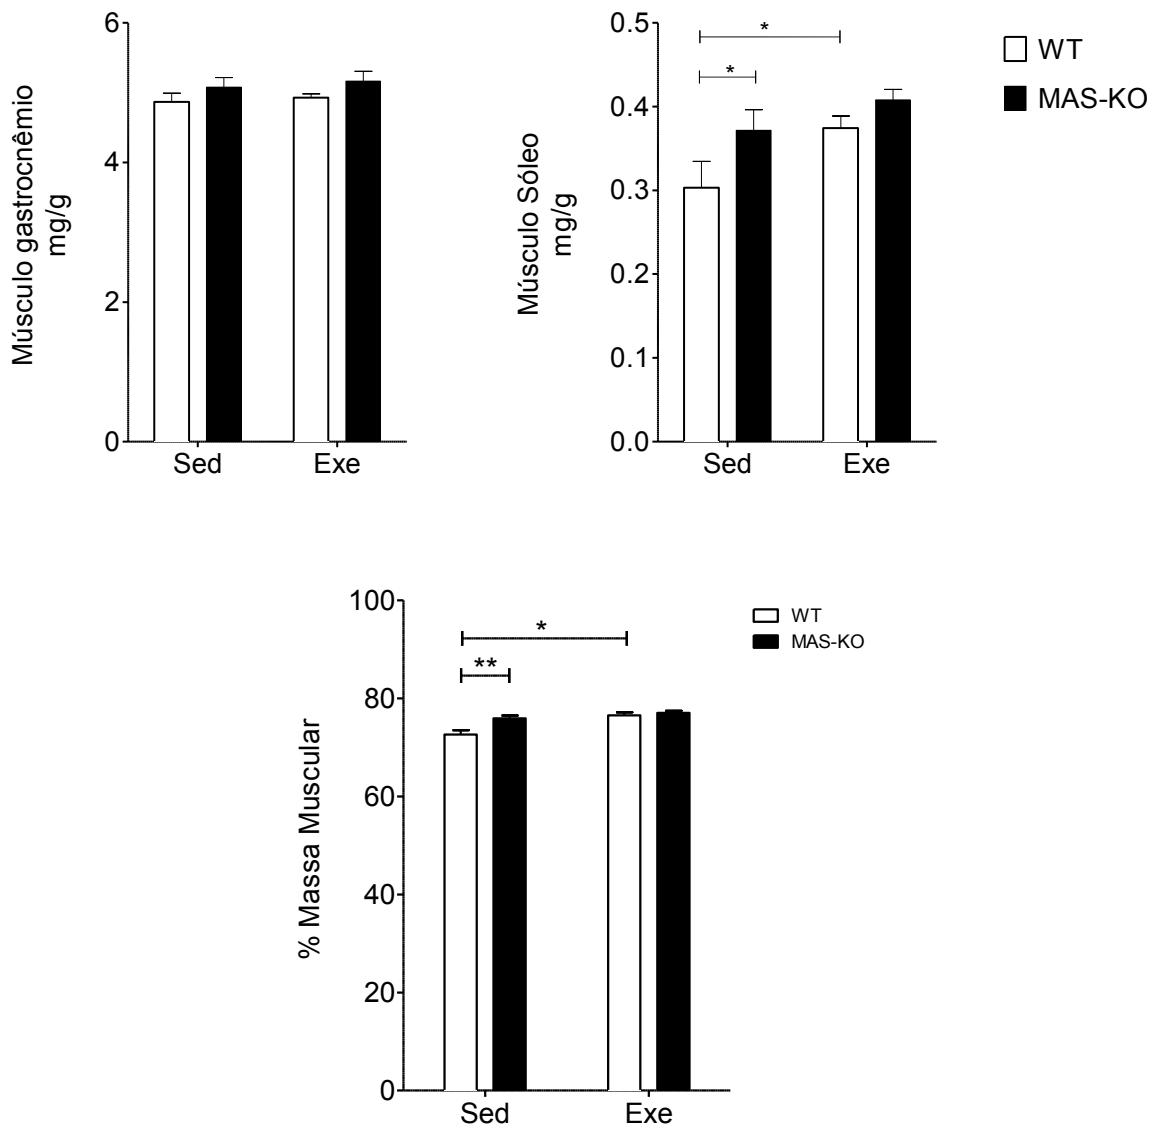 Músculo gastrocnêmio
mg/g
6
4
2
0
Sed
Exe
Músculo Sóleo
mg/g
0.5
0.4
0.3
0.2
0.1
0.0
*
*
Sed
Exe
WT
MAS-KO
% Massa Muscular
100
80
60
40
20
0
*
**
Sed
Exe
WT
MAS-KO